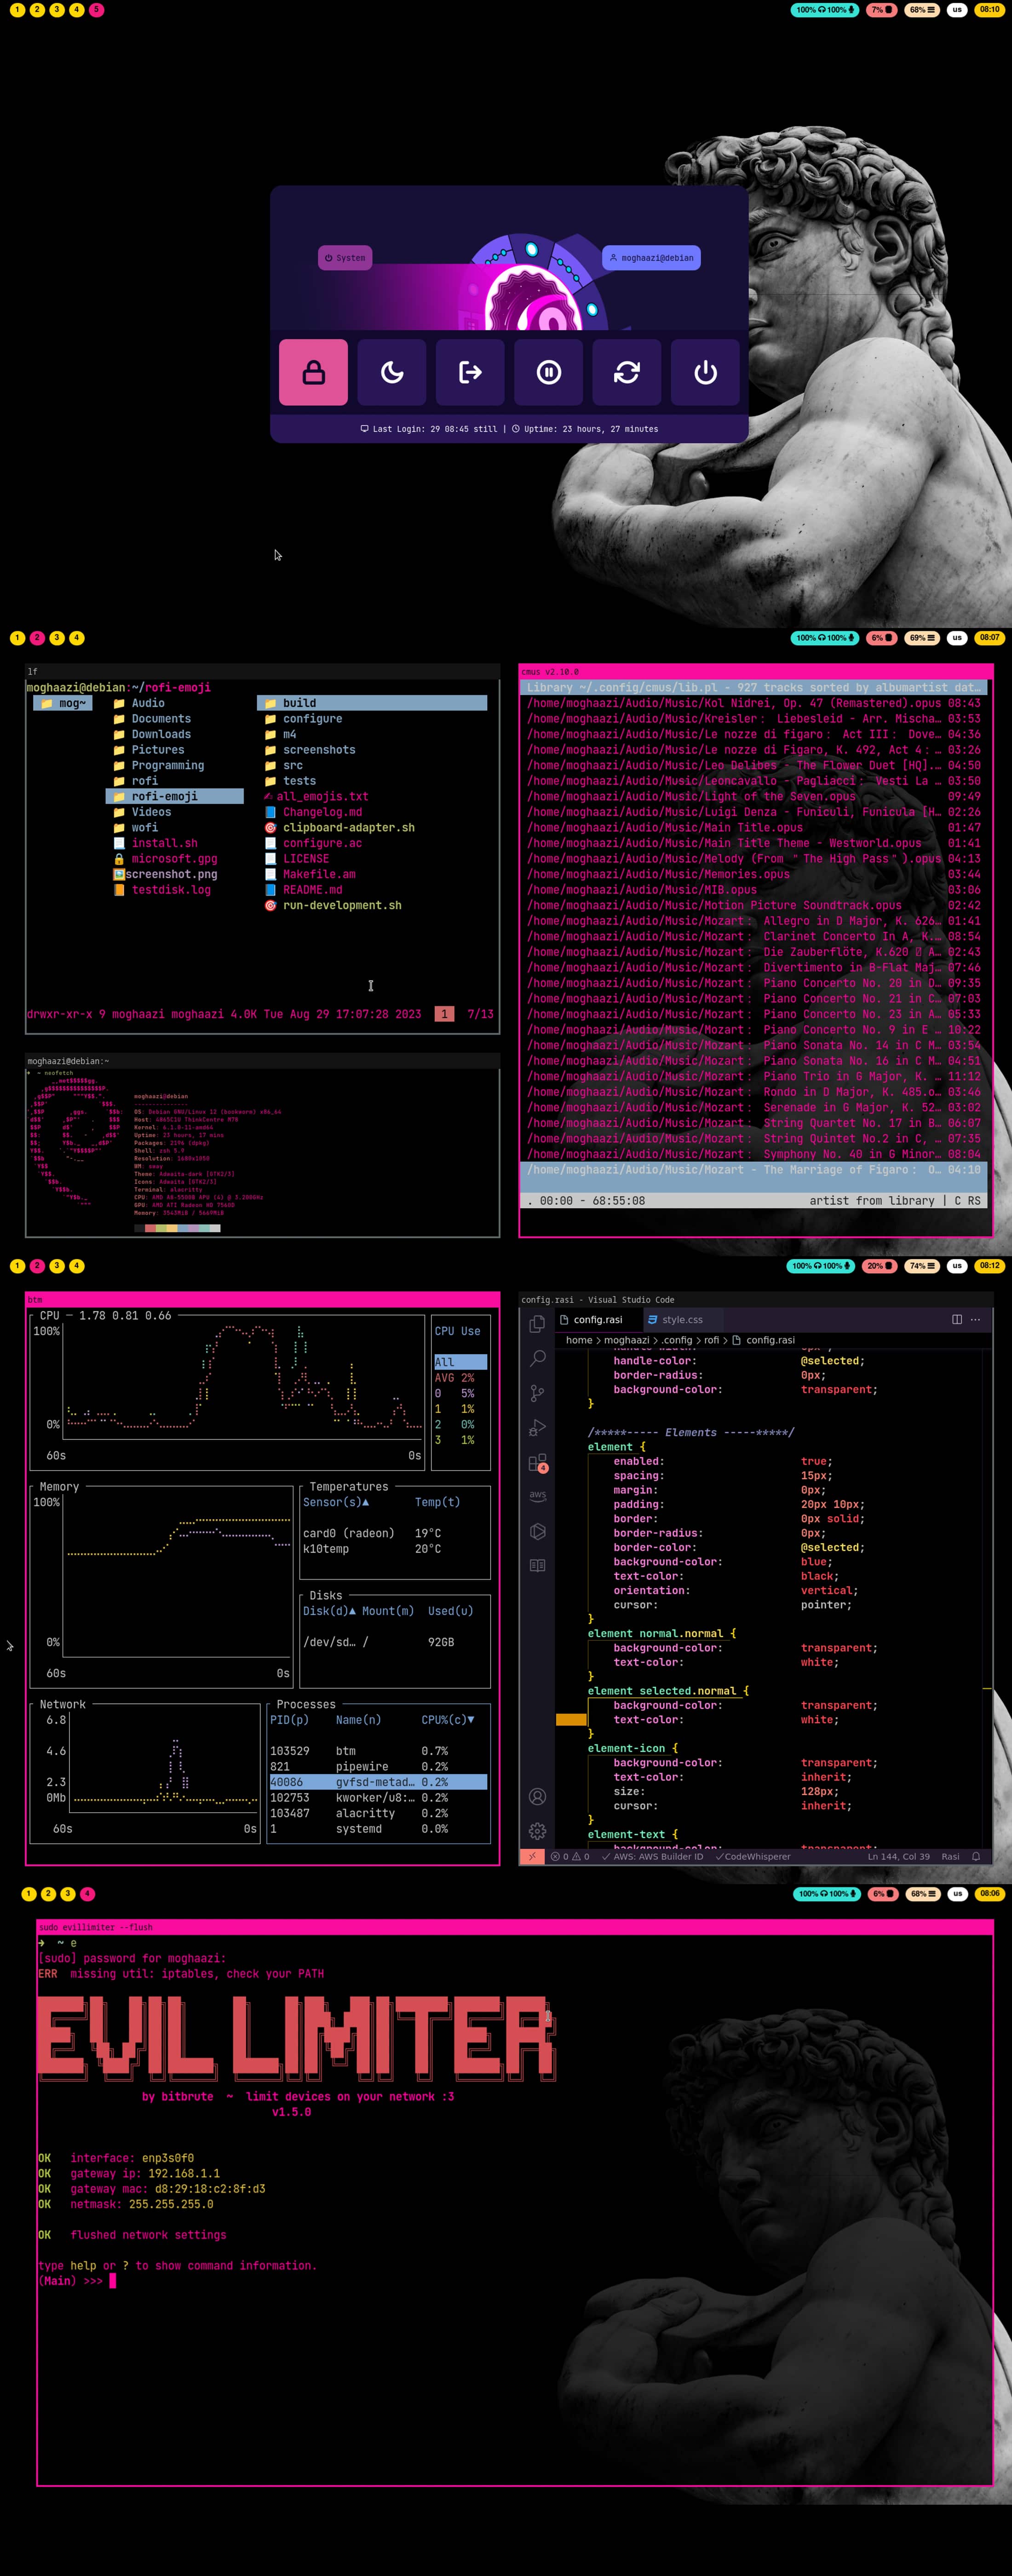 1 2 3 4 5
100% 100% 7% 68% us 08:10
System
moghaazi@debian
Last Login: 29 08:45 still | Uptime: 23 hours, 27 minutes
1 2 3 4
100% 100% 6% 69% us 08:07
lf
moghaazi@debian:~/rofi-emoji
mog~ Audio build
Documents configure
Downloads m4
Pictures screenshots
Programming src
rofi tests
rofi-emoji all_emojis.txt
Videos Changelog.md
wofi clipboard-adapter.sh
install.sh configure.ac
microsoft.gpg LICENSE
screenshot.png Makefile.am
testdisk.log README.md
run-development.sh
drwxr-xr-x 9 moghaazi moghaazi 4.0K Tue Aug 29 17:07:28 2023 1 7/13
moghaazi@debian:~
~ neofetch
moghaazi@debian
OS: Debian GNU/Linux 12 (bookworm) x86_64
Kernel: 6.1.0-11-amd64
Uptime: 23 hours, 17 mins
Packages: 2196 (dpkg)
Shell: zsh 5.9
Resolution: 1680x1050
WM: sway
Theme: Adwaita-dark [GTK2/3]
Icons: Adwaita [GTK2/3]
Terminal: alacritty
cmus v2.10.0
Library ~/.config/cmus/lib.pl - 927 tracks sorted by albumartist dat…
/home/moghaazi/Audio/Music/Kol Nidrei, Op. 47 (Remastered).opus 08:43
/home/moghaazi/Audio/Music/Kreisler： Liebesleid - Arr. Mischa… 03:53
/home/moghaazi/Audio/Music/Le nozze di figaro： Act III： Dove… 04:36
/home/moghaazi/Audio/Music/Le nozze di Figaro, K. 492, Act 4：… 03:26
/home/moghaazi/Audio/Music/Leo Delibes - The Flower Duet [HQ].… 04:50
/home/moghaazi/Audio/Music/Leoncavallo - Pagliacci： Vesti La … 03:50
/home/moghaazi/Audio/Music/Light of the Seven.opus 09:49
/home/moghaazi/Audio/Music/Luigi Denza - Funiculì, Funicula [H… 02:26
/home/moghaazi/Audio/Music/Main Title.opus 01:47
/home/moghaazi/Audio/Music/Main Title Theme - Westworld.opus 01:41
/home/moghaazi/Audio/Music/Melody (From ＂The High Pass＂).opus 04:13
/home/moghaazi/Audio/Music/Memories.opus 03:44
/home/moghaazi/Audio/Music/MIB.opus 03:06
/home/moghaazi/Audio/Music/Motion Picture Soundtrack.opus 02:42
/home/moghaazi/Audio/Music/Mozart： Allegro in D Major, K. 626… 01:41
/home/moghaazi/Audio/Music/Mozart： Clarinet Concerto In A, K.… 08:54
/home/moghaazi/Audio/Music/Mozart： Die Zauberflöte, K.620 A… 02:43
/home/moghaazi/Audio/Music/Mozart： Divertimento in B-Flat Maj… 07:46
/home/moghaazi/Audio/Music/Mozart： Piano Concerto No. 20 in D… 09:35
/home/moghaazi/Audio/Music/Mozart： Piano Concerto No. 21 in C… 07:03
/home/moghaazi/Audio/Music/Mozart： Piano Concerto No. 23 in A… 05:33
/home/moghaazi/Audio/Music/Mozart： Piano Concerto No. 9 in E … 10:22
/home/moghaazi/Audio/Music/Mozart： Piano Sonata No. 14 in C M… 03:54
/home/moghaazi/Audio/Music/Mozart： Piano Sonata No. 16 in C M… 04:51
/home/moghaazi/Audio/Music/Mozart： Piano Trio in G Major, K. … 11:12
/home/moghaazi/Audio/Music/Mozart： Rondo in D Major, K. 485.o… 03:46
/home/moghaazi/Audio/Music/Mozart： Serenade in G Major, K. 52… 03:02
/home/moghaazi/Audio/Music/Mozart： String Quartet No. 17 in B… 06:07
/home/moghaazi/Audio/Music/Mozart： String Quintet No.2 in C, … 07:35
/home/moghaazi/Audio/Music/Mozart： Symphony No. 40 in G Minor… 08:04
/home/moghaazi/Audio/Music/Mozart - The Marriage of Figaro： O… 04:10
. 00:00 - 68:55:08 artist from library | C RS
1 2 3 4
100% 100% 20% 74% us 08:12
btm
CPU — 1.78 0.81 0.66
100%
0%
60s 0s
CPU Use
All
AVG 2%
0 5%
1 1%
2 0%
3 1%
Memory
100%
0%
60s 0s
Temperatures
Sensor(s)▲ Temp(t)
card0 (radeon) 19°C
k10temp 20°C
Disks
Disk(d)▲ Mount(m) Used(u)
/dev/sd… / 92GB
Network
6.8
4.6
2.3
0Mb
60s 0s
Processes
PID(p) Name(n) CPU%(c)▼
103529 btm 0.7%
821 pipewire 0.2%
40086 gvfsd-metad… 0.2%
102753 kworker/u8:… 0.2%
103487 alacritty 0.2%
1 systemd 0.0%
config.rasi - Visual Studio Code
config.rasi style.css
home > moghaazi > .config > rofi > config.rasi
handle-color: @selected;
border-radius: 0px;
background-color: transparent;
}
/*****----- Elements -----*****/
element {
enabled: true;
spacing: 15px;
margin: 0px;
padding: 20px 10px;
border: 0px solid;
border-radius: 0px;
border-color: @selected;
background-color: blue;
text-color: black;
orientation: vertical;
cursor: pointer;
}
element normal.normal {
background-color: transparent;
text-color: white;
}
element selected.normal {
background-color: transparent;
text-color: white;
}
element-icon {
background-color: transparent;
text-color: inherit;
size: 128px;
cursor: inherit;
}
element-text {
4
aws
0 0 AWS: AWS Builder ID CodeWhisperer Ln 144, Col 39 Rasi
1 2 3 4
100% 100% 6% 68% us 08:06
sudo evillimiter --flush
➜ ~ e
[sudo] password for moghaazi:
ERR missing util: iptables, check your PATH
EVIL LIMITER
by bitbrute ~ limit devices on your network :3
v1.5.0
OK interface: enp3s0f0
OK gateway ip: 192.168.1.1
OK gateway mac: d8:29:18:c2:8f:d3
OK netmask: 255.255.255.0
OK flushed network settings
type help or ? to show command information.
(Main) >>>